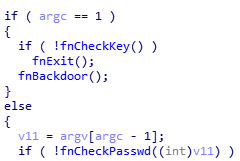 if ( argc == 1 )
{
  if ( !fnCheckKey() )
    fnExit();
  fnBackdoor();
}
else
{
  v11 = argv[argc - 1];
  if ( !fnCheckPasswd((int)v11) )